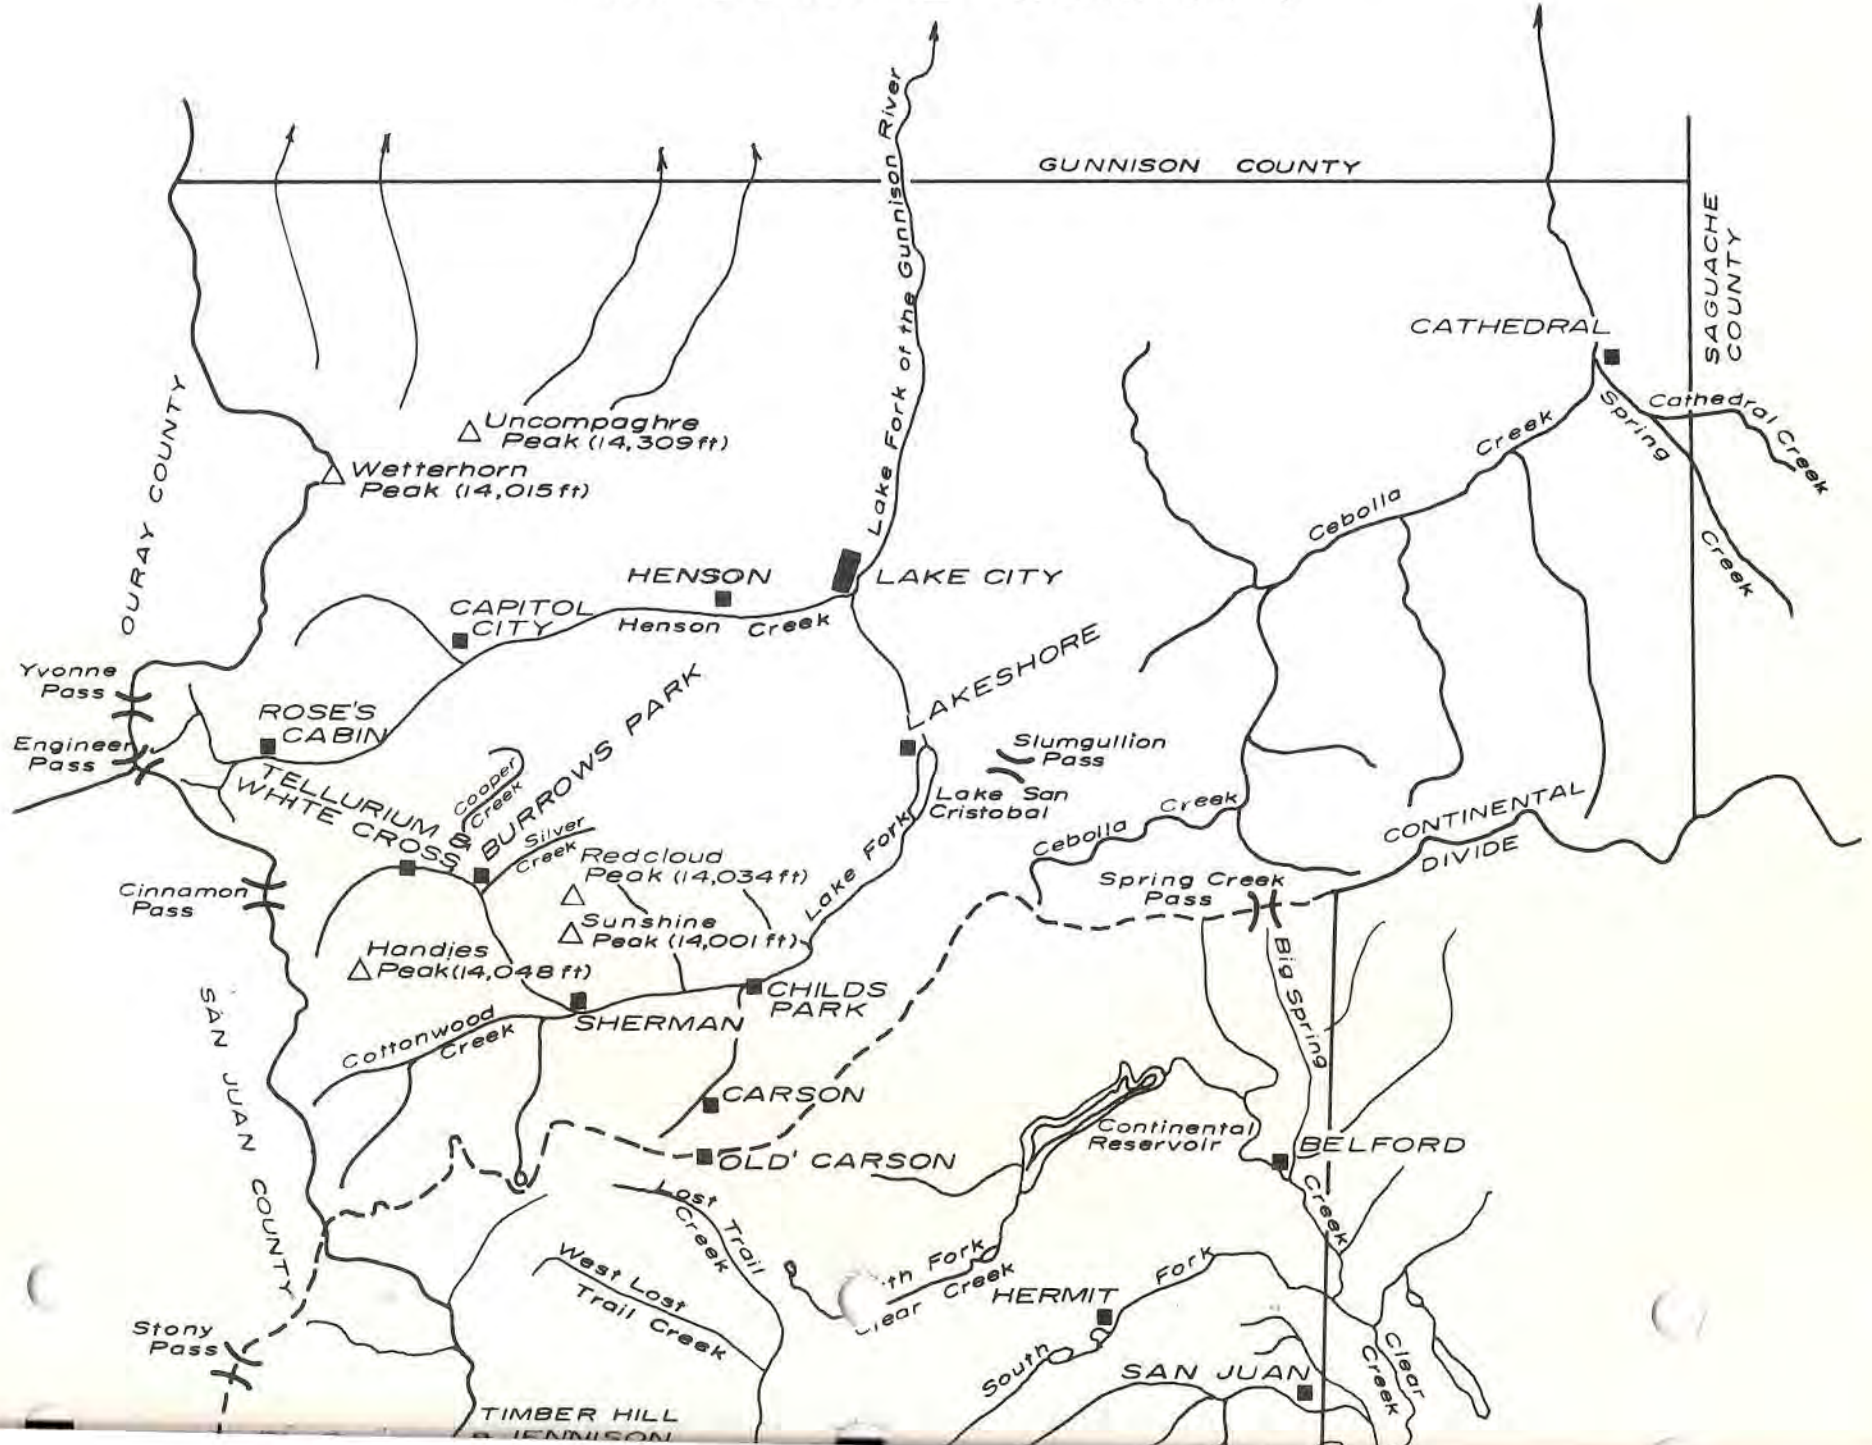 GUNNISON COUNTY
SAGUACHE
COUNTY
Lake Fork of the Gunnison River
CATHEDRAL
Cathedral Creek
Spring
Creek
Cebolla
Creek
OURAY COUNTY
Uncompaghre
Peak (14,309 ft)
Wetterhorn
Peak (14,015 ft)
HENSON
LAKE CITY
CAPITOL
CITY
Henson Creek
Yvonne
Pass
ROSE'S
CABIN
Engineer
Pass
LAKESHORE
Slumgullion
Pass
Lake San
Cristobal
TELLURIUM &
WHITE CROSS
Cooper
Creek
BURROWS PARK
Silver
Creek
Cebolla Creek
CONTINENTAL
DIVIDE
Redcloud
Peak (14,034 ft)
Lake Fork
Spring Creek
Pass
Cinnamon
Pass
Sunshine
Peak (14,001 ft)
Handies
Peak (14,048 ft)
Big Spring
Creek
CHILDS
PARK
SHERMAN
Cottonwood
Creek
SAN JUAN COUNTY
CARSON
Continental
Reservoir
BELFORD
OLD' CARSON
Lost Trail
Creek
West Lost
Trail Creek
Fork
Creek
HERMIT
South
Fork
Stony
Pass
SAN JUAN
Clear
Creek
TIMBER HILL